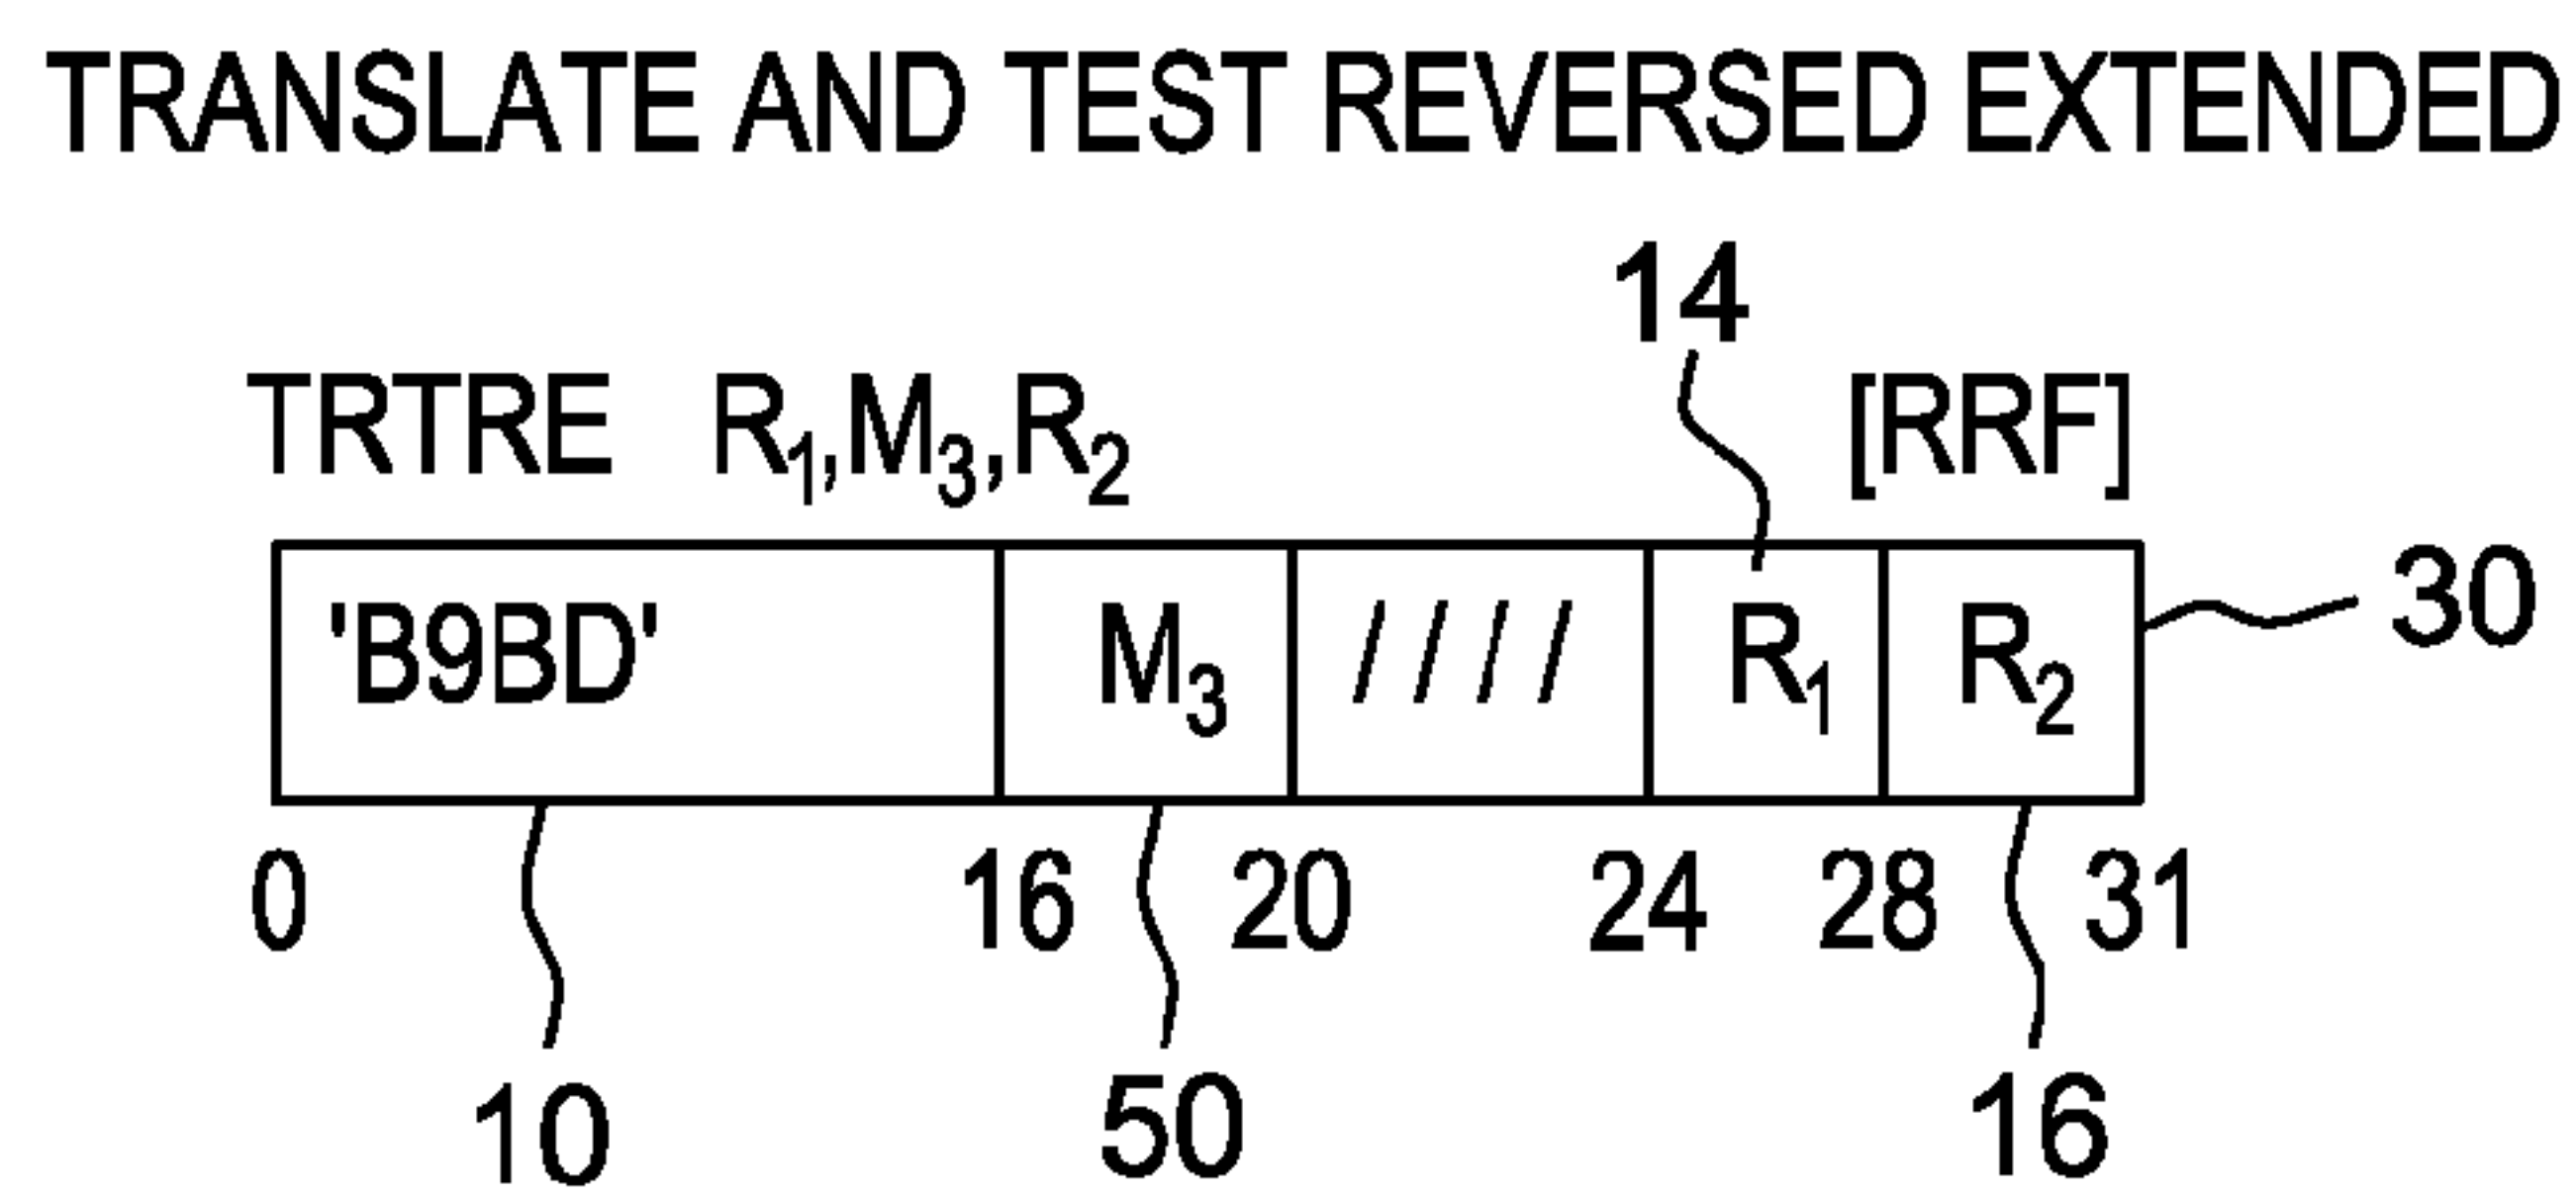 TRANSLATE AND TEST REVERSED EXTENDED
14
TRTRE R1,M3,R2 [RRF]
'B9BD' M3 //// R1 R2 30
0 16 20 24 28 31
10 50 16